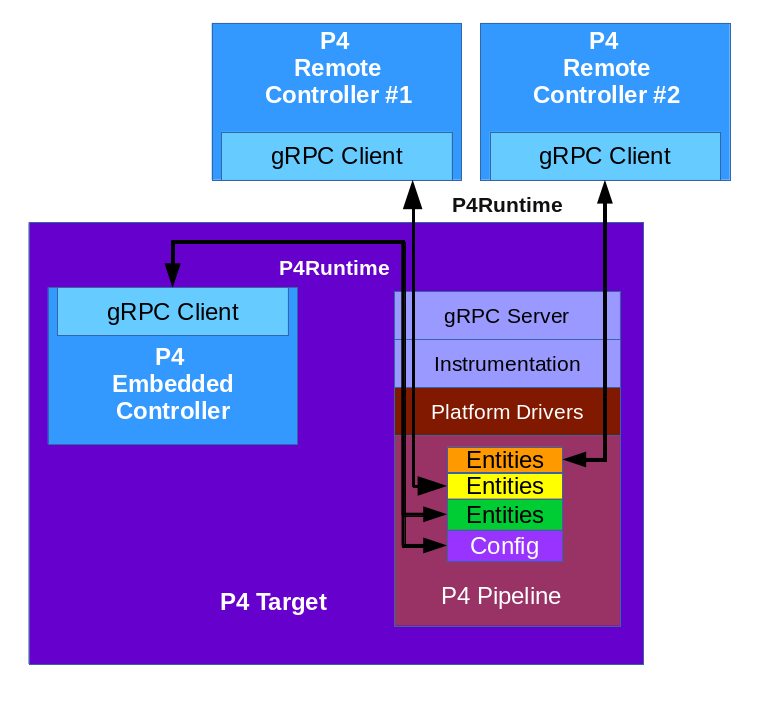 P4
Remote
Controller #1
gRPC Client
P4
Remote
Controller #2
gRPC Client
P4Runtime
P4Runtime
gRPC Client
P4
Embedded
Controller
gRPC Server
Instrumentation
Platform Drivers
Entities
Entities
Entities
Config
P4 Pipeline
P4 Target